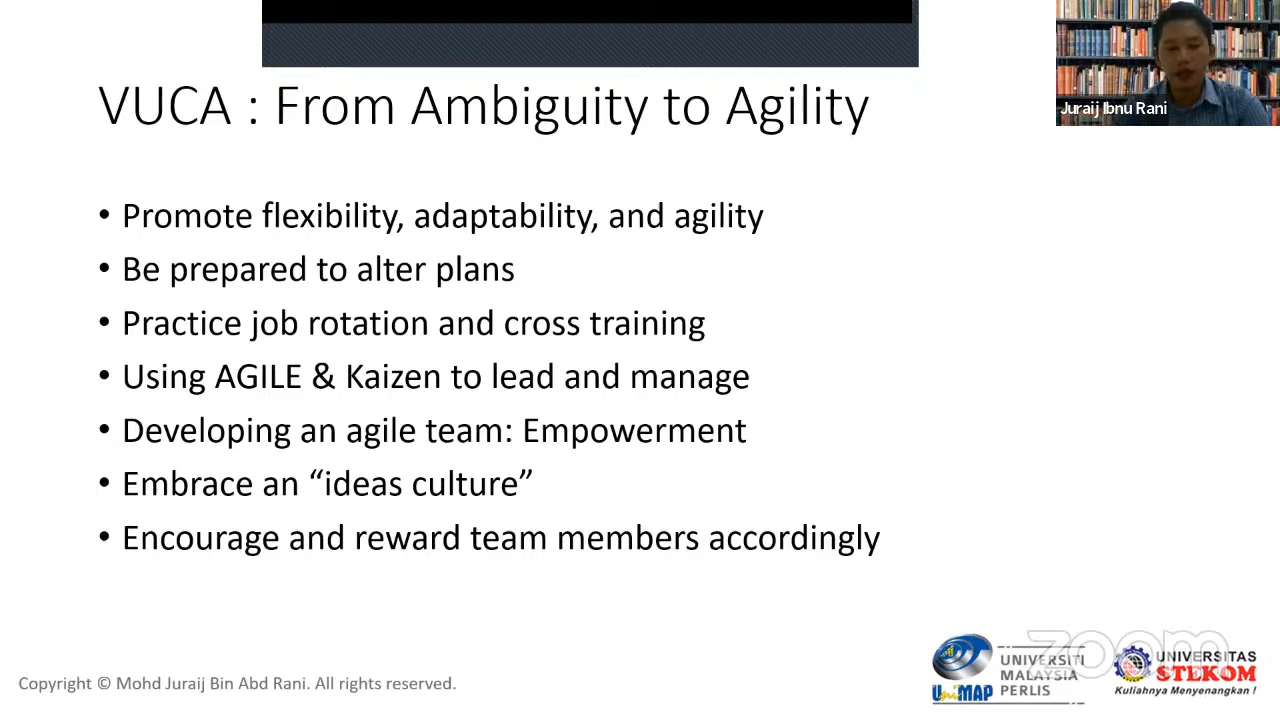 VUCA : From Ambiguity to Agility
Juraij Ibnu Rani
• Promote flexibility, adaptability, and agility
• Be prepared to alter plans
• Practice job rotation and cross training
• Using AGILE & Kaizen to lead and manage
• Developing an agile team: Empowerment
• Embrace an “ideas culture”
• Encourage and reward team members accordingly
Copyright © Mohd Juraij Bin Abd Rani. All rights reserved.
UniMAP
UNIVERSITI
MALAYSIA
PERLIS
zoom
UNIVERSITAS
STEKOM
Kuliahnya Menyenangkan !